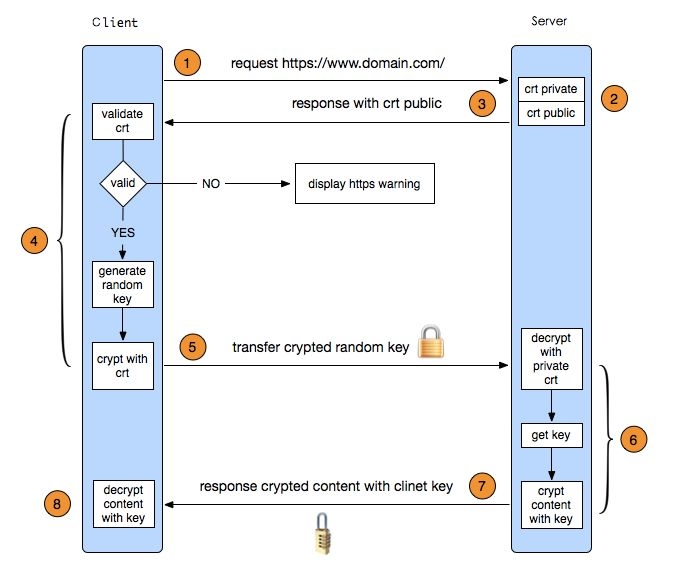 Client
Server
1
request https://www.domain.com/
crt private
2
response with crt public
3
crt public
validate
crt
valid
NO
display https warning
YES
4
generate
random
key
crypt with
crt
5
transfer crypted random key
decrypt
with
private
crt
get key
6
crypt
content
with key
response crypted content with clinet key
7
8
decrypt
content
with key